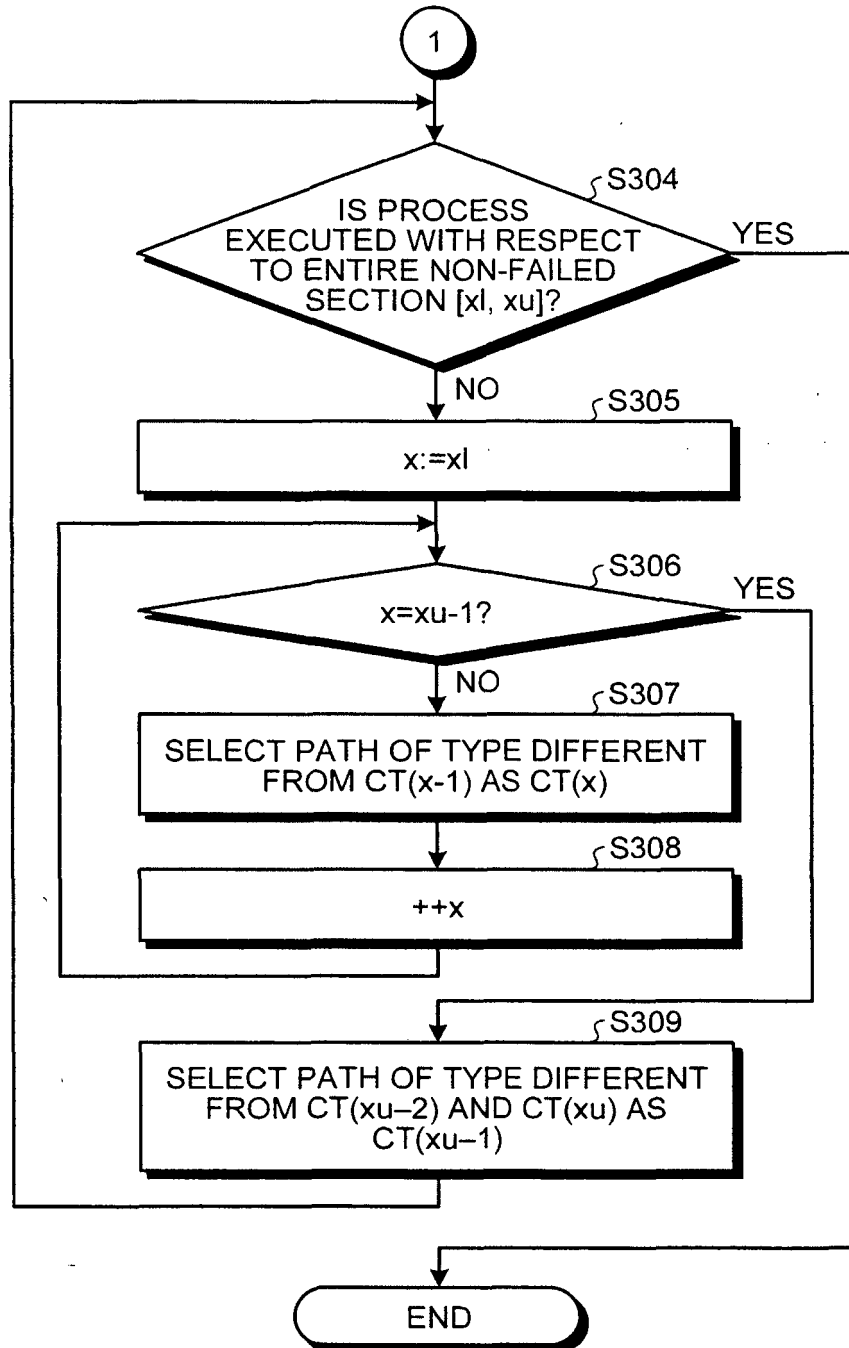 1
S304
IS PROCESS
EXECUTED WITH RESPECT
TO ENTIRE NON-FAILED
SECTION [xl, xu]?
YES
NO
S305
x:=xl
S306
x=xu-1?
YES
NO
S307
SELECT PATH OF TYPE DIFFERENT
FROM CT(x-1) AS CT(x)
S308
++x
S309
SELECT PATH OF TYPE DIFFERENT
FROM CT(xu–2) AND CT(xu) AS
CT(xu–1)
END